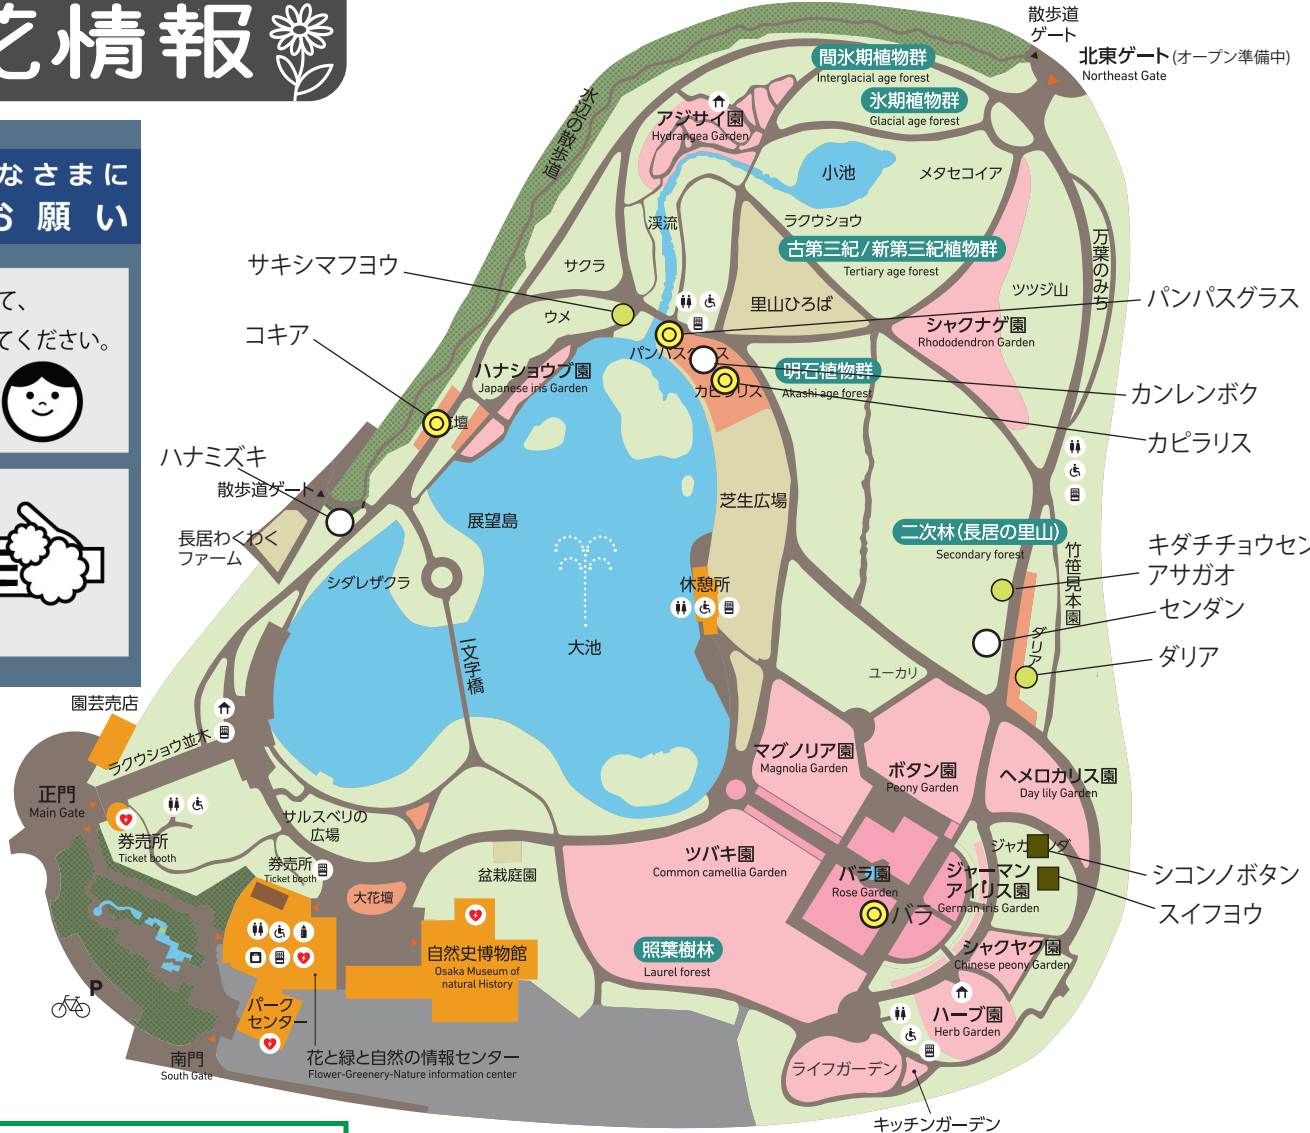 花情報
なさまに
お願い
て、
てください。
散歩道
ゲート
北東ゲート(オープン準備中)
Northeast Gate
間氷期植物群
Interglacial age forest
氷期植物群
Glacial age forest
水辺の散歩道
アジサイ園
Hydrangea Garden
小池
メタセコイア
渓流
ラクウショウ
古第三紀/新第三紀植物群
Tertiary age forest
万葉のみち
サクラ
サキシマフヨウ
ウメ
里山ひろば
ツツジ山
パンパスグラス
コキア
シャクナゲ園
Rhododendron Garden
パンパスグラス
ハナショウブ園
Japanese iris Garden
明石植物群
Akashi age forest
カピラリス
カンレンボク
花壇
カピラリス
ハナミズキ
散歩道ゲート
長居わくわく
ファーム
展望島
芝生広場
二次林(長居の里山)
Secondary forest
竹笹見本園
キダチチョウセン
アサガオ
シダレザクラ
休憩所
センダン
一文字橋
大池
ダリア
ダリア
ユーカリ
園芸売店
ラクウショウ並木
マグノリア園
Magnolia Garden
ボタン園
Peony Garden
ヘメロカリス園
Day lily Garden
正門
Main Gate
券売所
Ticket booth
サルスベリの
広場
券売所
Ticket booth
ツバキ園
Common camellia Garden
盆栽庭園
ジャカランダ
バラ園
Rose Garden
ジャーマン
アイリス園
German iris Garden
シコンノボタン
大花壇
バラ
スイフヨウ
自然史博物館
Osaka Museum of
natural History
照葉樹林
Laurel forest
シャクヤク園
Chinese peony Garden
P
パーク
センター
ハーブ園
Herb Garden
南門
South Gate
花と緑と自然の情報センター
Flower-Greenery-Nature information center
ライフガーデン
キッチンガーデン